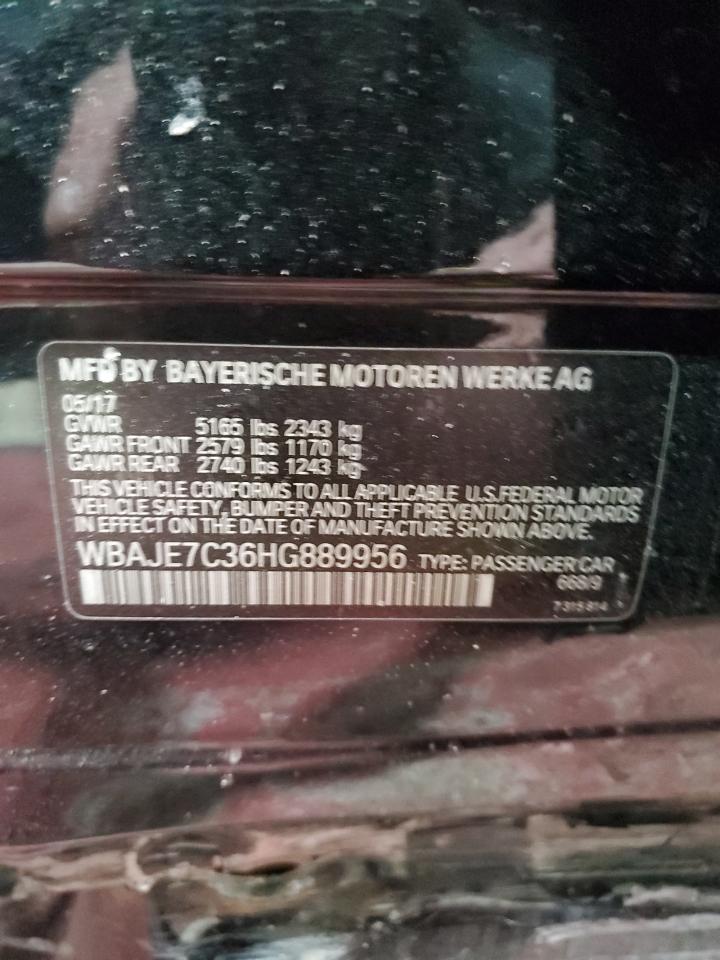 MFD BY BAYERISCHE MOTOREN WERKE AG
05/17
GVWR 5165 lbs 2343 kg
GAWR FRONT 2579 lbs 1170 kg
GAWR REAR 2740 lbs 1243 kg
THIS VEHICLE CONFORMS TO ALL APPLICABLE U.S.FEDERAL MOTOR
VEHICLE SAFETY, BUMPER AND THEFT PREVENTION STANDARDS
IN EFFECT ON THE DATE OF MANUFACTURE SHOWN ABOVE.
WBAJE7C36HG889956 TYPE: PASSENGER CAR
668/9